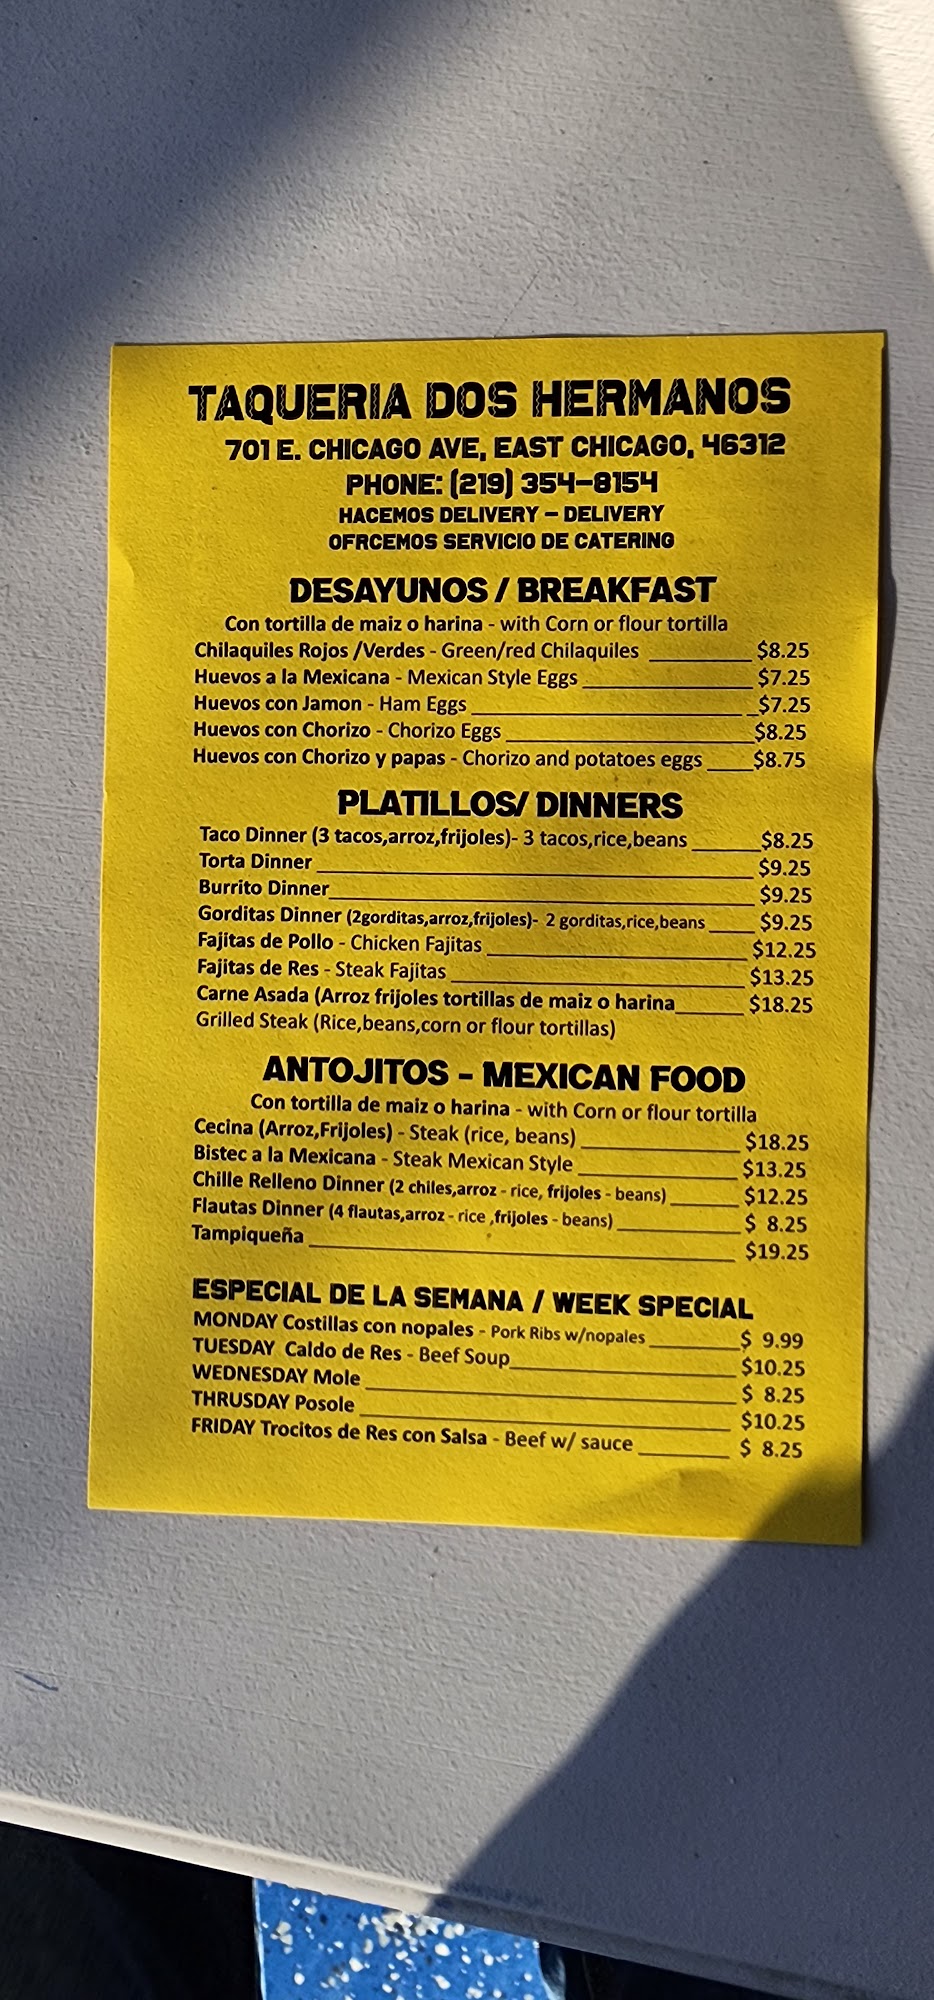 TAQUERIA DOS HERMANOS
701 E. CHICAGO AVE, EAST CHICAGO, 46312
PHONE: (219) 354-8154
HACEMOS DELIVERY - DELIVERY
OFRCEMOS SERVICIO DE CATERING
DESAYUNOS / BREAKFAST
Con tortilla de maiz o harina - with Corn or flour tortilla
Chilaquiles Rojos /Verdes - Green/red Chilaquiles $8.25
Huevos a la Mexicana - Mexican Style Eggs $7.25
Huevos con Jamon - Ham Eggs $7.25
Huevos con Chorizo - Chorizo Eggs $8.25
Huevos con Chorizo y papas - Chorizo and potatoes eggs $8.75
PLATILLOS/ DINNERS
Taco Dinner (3 tacos,arroz,frijoles)- 3 tacos,rice,beans $8.25
Torta Dinner $9.25
Burrito Dinner $9.25
Gorditas Dinner (2gorditas,arroz,frijoles)- 2 gorditas,rice,beans $9.25
Fajitas de Pollo - Chicken Fajitas $12.25
Fajitas de Res - Steak Fajitas $13.25
Carne Asada (Arroz frijoles tortillas de maiz o harina $18.25
Grilled Steak (Rice,beans,corn or flour tortillas)
ANTOJITOS - MEXICAN FOOD
Con tortilla de maiz o harina - with Corn or flour tortilla
Cecina (Arroz,Frijoles) - Steak (rice, beans) $18.25
Bistec a la Mexicana - Steak Mexican Style $13.25
Chille Relleno Dinner (2 chiles,arroz - rice, frijoles - beans) $12.25
Flautas Dinner (4 flautas,arroz - rice ,frijoles - beans) $ 8.25
Tampiqueña $19.25
ESPECIAL DE LA SEMANA / WEEK SPECIAL
MONDAY Costillas con nopales - Pork Ribs w/nopales $ 9.99
TUESDAY Caldo de Res - Beef Soup $10.25
WEDNESDAY Mole $ 8.25
THRUSDAY Posole $10.25
FRIDAY Trocitos de Res con Salsa - Beef w/ sauce $ 8.25